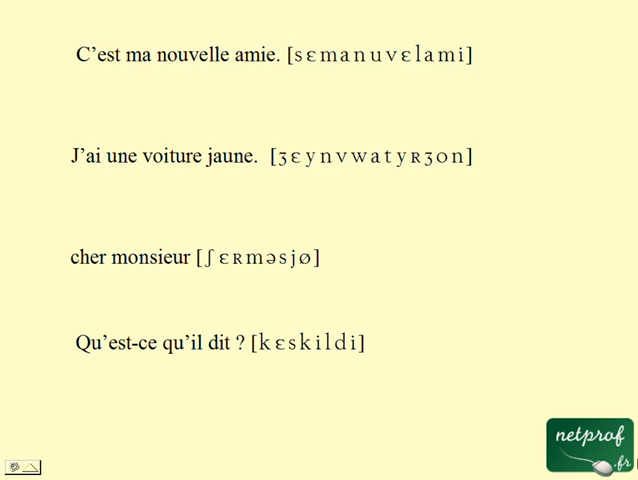 C’est ma nouvelle amie. [s ɛ m a n u v ɛ l a m i]
J’ai une voiture jaune. [ʒ ɛ y n v w a t y ʀ ʒ o n]
cher monsieur [ʃ ɛ ʀ m ə s j ø]
Qu’est-ce qu’il dit ? [k ɛ s k i l d i]
netprof
.fr